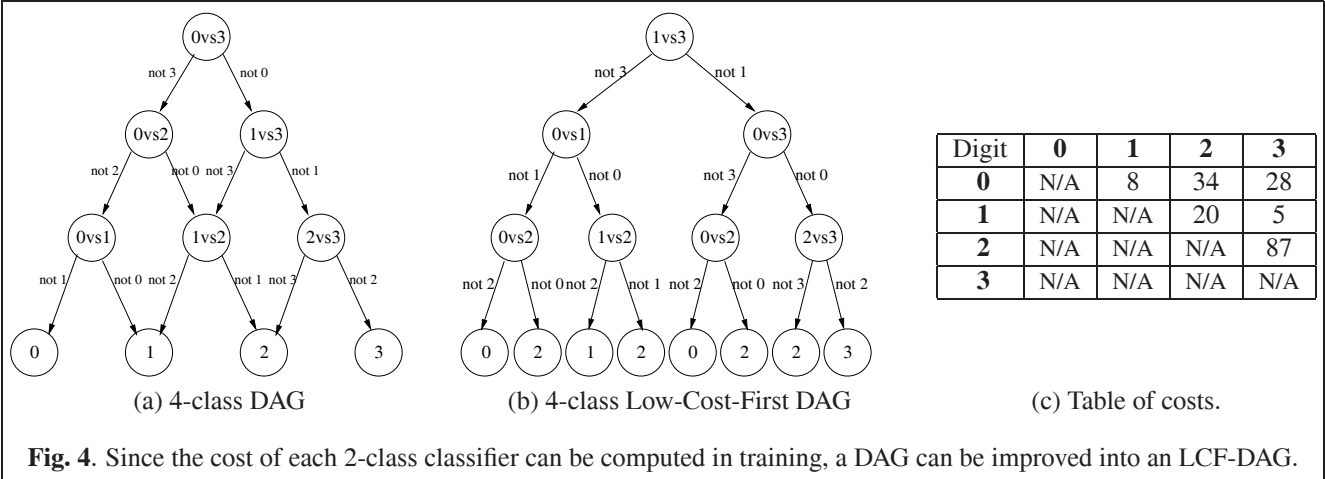 0vs3
not 3 not 0
0vs2 1vs3
not 2 not 0 not 3 not 1
0vs1 1vs2 2vs3
not 1 not 0 not 2 not 1 not 3 not 2
0 1 2 3
(a) 4-class DAG
1vs3
not 3 not 1
0vs1 0vs3
not 1 not 0 not 3 not 0
0vs2 1vs2 0vs2 2vs3
not 2 not 0 not 2 not 1 not 2 not 0 not 3 not 2
0 2 1 2 0 2 2 3
(b) 4-class Low-Cost-First DAG
Digit 0 1 2 3
0 N/A 8 34 28
1 N/A N/A 20 5
2 N/A N/A N/A 87
3 N/A N/A N/A N/A
(c) Table of costs.
Fig. 4. Since the cost of each 2-class classifier can be computed in training, a DAG can be improved into an LCF-DAG.